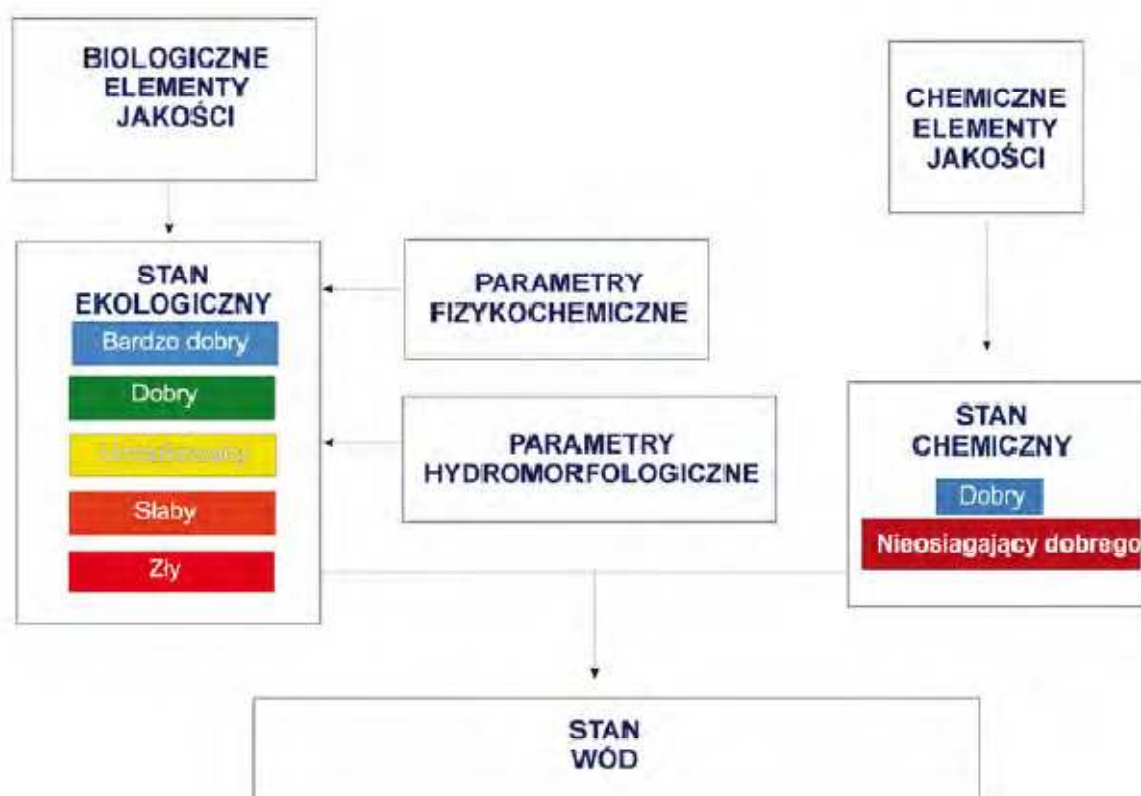 BIOLOGICZNE
ELEMENTY
JAKOŚCI
CHEMICZNE
ELEMENTY
JAKOŚCI
STAN
EKOLOGICZNY
Bardzo dobry
Dobry
Słaby
Zły
PARAMETRY
FIZYKOCHEMICZNE
PARAMETRY
HYDROMORFOLOGICZNE
STAN
CHEMICZNY
Dobry
Nieosiągający dobrego
STAN
WÓD